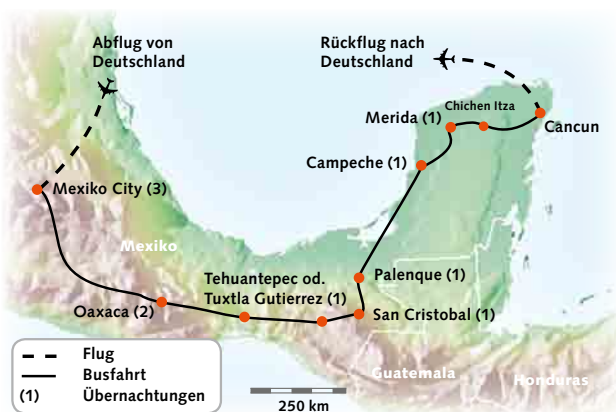 Abflug von
Deutschland
Rückflug nach
Deutschland
Chichen Itza
Merida (1)
Cancun
Campeche (1)
Mexiko City (3)
Mexiko
Palenque (1)
Tehuantepec od.
Tuxtla Gutierrez (1)
Oaxaca (2)
San Cristobal (1)
Guatemala
Honduras
Flug
Busfahrt
(1) Übernachtungen
250 km